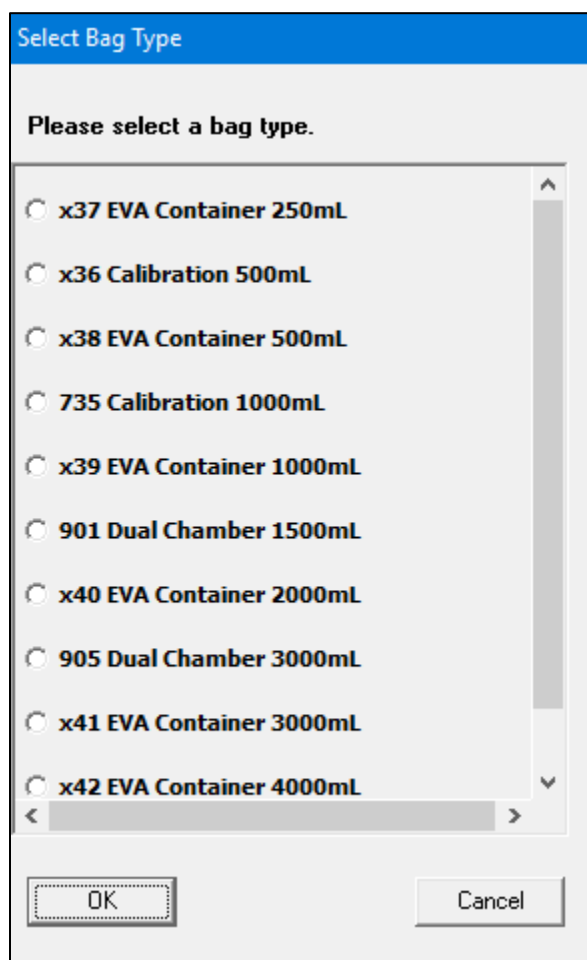 Select Bag Type
Please select a bag type.
x37 EVA Container 250mL
x36 Calibration 500mL
x38 EVA Container 500mL
735 Calibration 1000mL
x39 EVA Container 1000mL
901 Dual Chamber 1500mL
x40 EVA Container 2000mL
905 Dual Chamber 3000mL
x41 EVA Container 3000mL
x42 EVA Container 4000mL
OK
Cancel